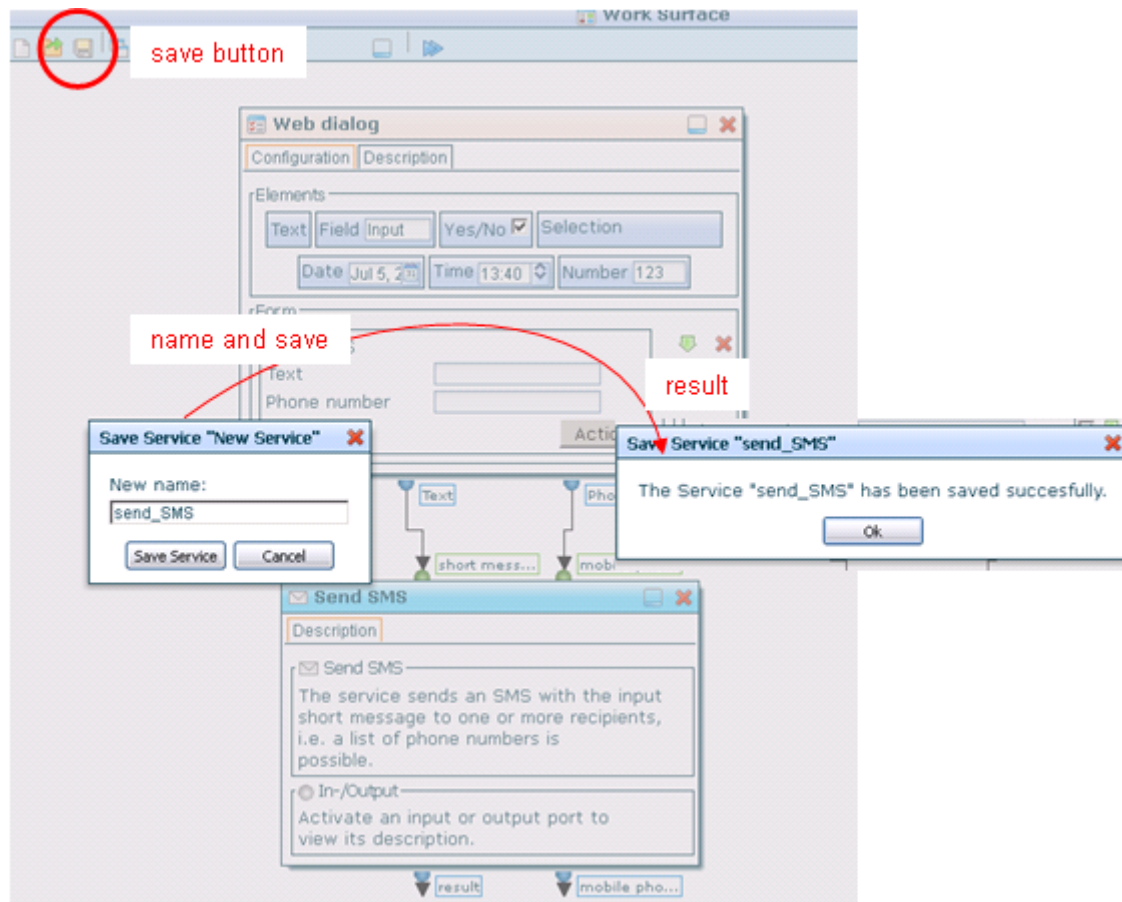 Work Surface
save button
Web dialog
Configuration Description
Elements
Text Field Input Yes/No Selection
Date Jul 5, 2 Time 13:40 Number 123
Form
name and save
Text
result
Phone number
Save Service "New Service"
New name:
send_SMS
Save Service Cancel
Save Service "send_SMS"
The Service "send_SMS" has been saved succesfully.
Ok
Text
short mess...
Send SMS
Description
Send SMS
The service sends an SMS with the input
short message to one or more recipients,
i.e. a list of phone numbers is
possible.
In-/Output
Activate an input or output port to
view its description.
result mobile pho...